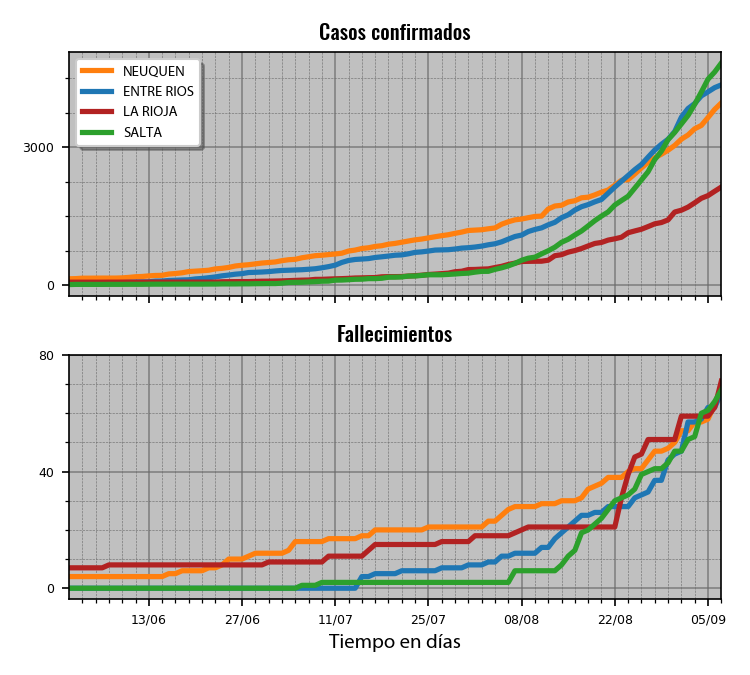 Casos confirmados
NEUQUEN
ENTRE RIOS
LA RIOJA
SALTA
3000
0
Fallecimientos
80
40
0
13/06 27/06 11/07 25/07 08/08 22/08 05/09
Tiempo en días